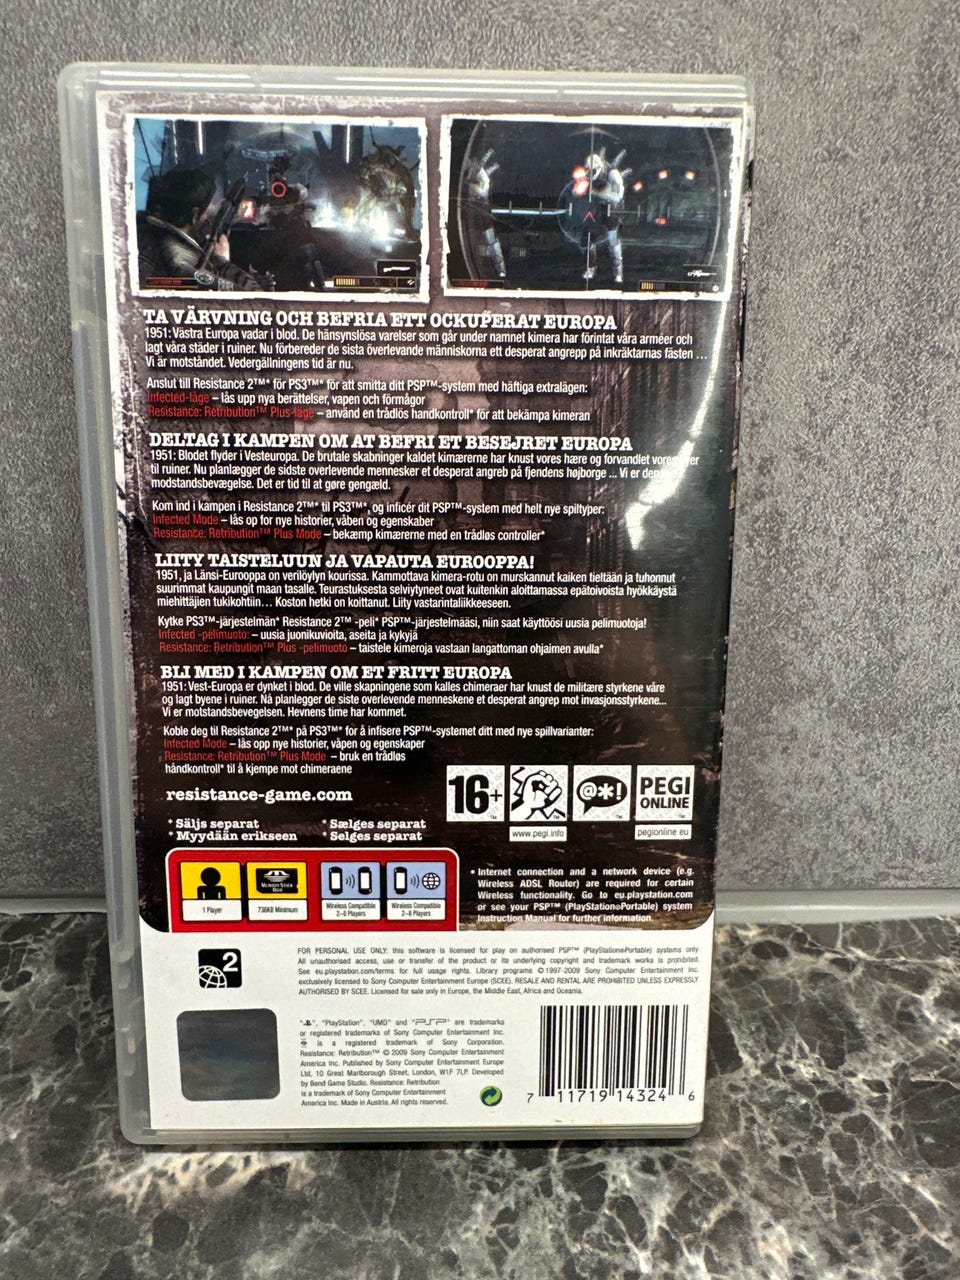 TA VÄRVNING OCH BEFRIA ETT OCKUPERAT EUROPA
1951: Västra Europa vadar i blod. De hänsynslösa varelser som går under namnet kimera har förintat våra arméer och
lagt våra städer i ruiner. Nu förbereder de sista överlevande människorna ett desperat angrepp på inkräktarnas fästen ...
Vi är motståndet. Vedergällningens tid är nu.
Anslut till Resistance 2™* för PS3™* för att smitta ditt PSP™-system med häftiga extralägen:
Infected-läge – lås upp nya berättelser, vapen och förmågor
Resistance: Retribution™ Plus-läge – använd en trådlös handkontroll* för att bekämpa kimeran
DELTAG I KAMPEN OM AT BEFRI ET BESEJRET EUROPA
1951: Blodet flyder i Vesteuropa. De brutale skabninger kaldet kimærerne har knust vores hære og forvandlet vores
til ruiner. Nu planlægger de sidste overlevende mennesker et desperat angreb på fjendens højborge ... Vi er
modstandsbevægelse. Det er tid til at gøre gengæld.
Kom ind i kampen i Resistance 2™* til PS3™*, og inficér dit PSP™-system med helt nye spiltyper:
Infected Mode – lås op for nye historier, våben og egenskaber
Resistance: Retribution™ Plus Mode – bekæmp kimærerne med en trådløs controller*
LIITY TAISTELUUN JA VAPAUTA EUROOPPA!
1951, ja Länsi-Eurooppa on verilöylyn kourissa. Kammottava kimera-rotu on murskannut kaiken tieltään ja tuhonnut
suurimmat kaupungit maan tasalle. Teurastuksesta selviytyneet ovat kuitenkin aloittamassa epätoivoista hyökkäystä
miehittäjien tukikohtiin… Koston hetki on koittanut. Liity vastarintaliikkeeseen.
Kytke PS3™-järjestelmän* Resistance 2™ -peli* PSP™-järjestelmääsi, niin saat käyttöösi uusia pelimuotoja!
Infected -pelimuoto: – uusia juonikuvioita, aseita ja kykyjä
Resistance: Retribution™ Plus -pelimuoto – taistele kimeroja vastaan langattoman ohjaimen avulla*
BLI MED I KAMPEN OM ET FRITT EUROPA
1951: Vest-Europa er dynket i blod. De ville skapningene som kalles chimeraer har knust de militære styrkene våre
og lagt byene i ruiner. Nå planlegger de siste overlevende menneskene et desperat angrep mot invasjonsstyrkene...
Vi er motstandsbevegelsen. Hevnens time har kommet.
Koble deg til Resistance 2™* på PS3™* for å infisere PSP™-systemet ditt med nye spillvarianter:
Infected Mode – lås opp nye historier, våpen og egenskaper
Resistance: Retribution™ Plus Mode – bruk en trådløs
håndkontroll* til å kjempe mot chimeraene
resistance-game.com
* Säljs separat * Sælges separat
* Myydään erikseen * Selges separat
16+
™
@*!
PEGI
ONLINE
www.pegi.info
pegionline.eu
MEMORY STICK
DUO
1 Player
736KB Minimum
Wireless Compatible
2–8 Players
Wireless Compatible
2–8 Players
• Internet connection and a network device (e.g.
Wireless ADSL Router) are required for certain
Wireless functionality. Go to eu.playstation.com
or see your PSP™ (PlayStation®Portable) system
Instruction Manual for further information.
2
FOR PERSONAL USE ONLY: this software is licensed for play on authorised PSP™ (PlayStation®Portable) systems only.
All unauthorised access, use or transfer of the product or its underlying copyright and trademark works is prohibited.
See eu.playstation.com/terms for full usage rights. Library programs ©1997-2009 Sony Computer Entertainment Inc.
exclusively licensed to Sony Computer Entertainment Europe (SCEE). RESALE AND RENTAL ARE PROHIBITED UNLESS EXPRESSLY
AUTHORISED BY SCEE. Licensed for sale only in Europe, the Middle East, Africa and Oceania.
"PlayStation", "UMD" and "PSP" are trademarks
or registered trademarks of Sony Computer Entertainment Inc.
is a registered trademark of Sony Corporation.
Resistance: Retribution™ © 2009 Sony Computer Entertainment
America Inc. Published by Sony Computer Entertainment Europe
Ltd, 10 Great Marlborough Street, London, W1F 7LP. Developed
by Bend Game Studio. Resistance: Retribution
is a trademark of Sony Computer Entertainment
America Inc. Made in Austria. All rights reserved.
7 11719 14324 6